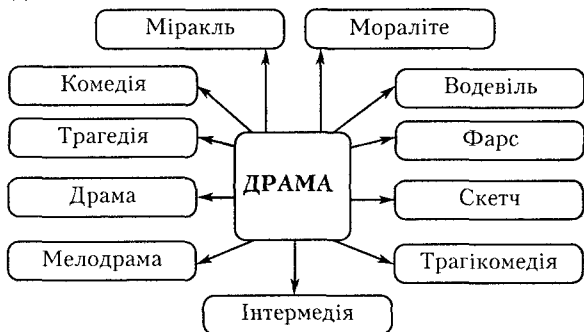 Міракль
Мораліте
Комедія
Водевіль
Трагедія
Фарс
ДРАМА
Драма
Скетч
Мелодрама
Трагікомедія
Інтермедія